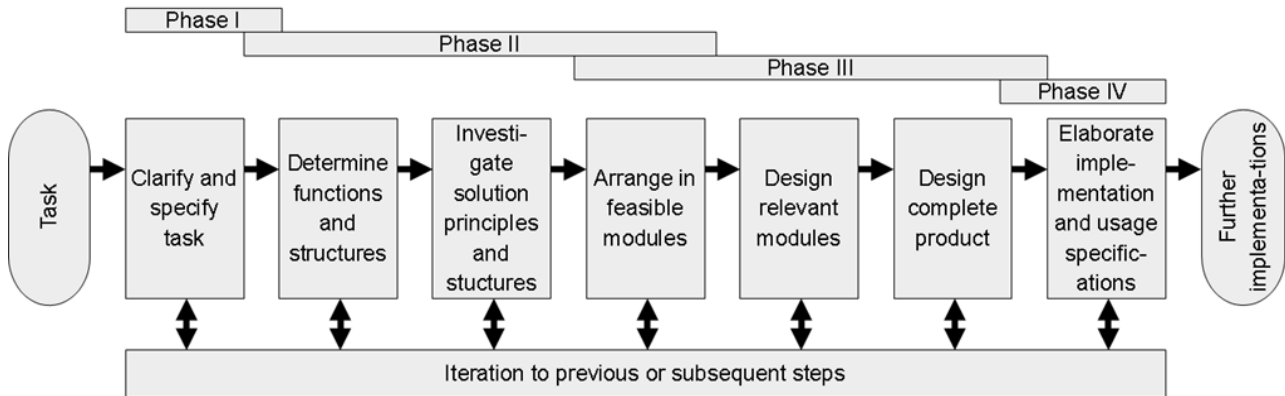 Phase I
Phase II
Phase III
Phase IV
Task
Clarify and
specify
task
Determine
functions
and
structures
Investi-
gate
solution
principles
and
stuctures
Arrange in
feasible
modules
Design
relevant
modules
Design
complete
product
Elaborate
imple-
mentation
and usage
specific-
ations
Further
implementa-tions
Iteration to previous or subsequent steps